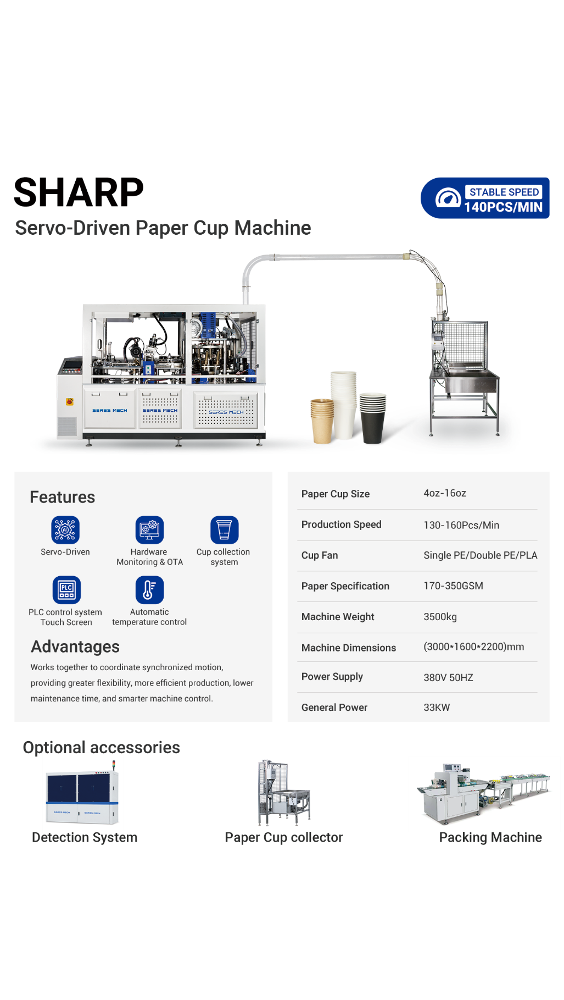 SHARP
Servo-Driven Paper Cup Machine
STABLE SPEED
140PCS/MIN
SERES MECH
SERES MECH
SERES MECH
Features
AI
Servo-Driven
Hardware
Monitoring & OTA
Cup collection
system
PLC
PLC control system
Touch Screen
Automatic
temperature control
Advantages
Works together to coordinate synchronized motion,
providing greater flexibility, more efficient production, lower
maintenance time, and smarter machine control.
Paper Cup Size 4oz-16oz
Production Speed 130-160Pcs/Min
Cup Fan Single PE/Double PE/PLA
Paper Specification 170-350GSM
Machine Weight 3500kg
Machine Dimensions (3000*1600*2200)mm
Power Supply 380V 50HZ
General Power 33KW
Optional accessories
SERES MECH
SERES MECH
Detection System
Paper Cup collector
Packing Machine